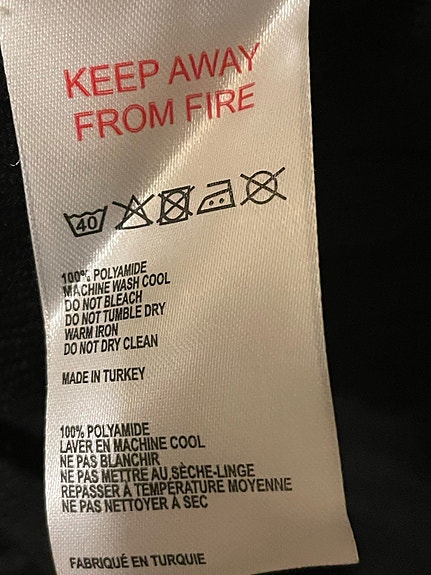 KEEP AWAY
FROM FIRE
40
100% POLYAMIDE
MACHINE WASH COOL
DO NOT BLEACH
DO NOT TUMBLE DRY
WARM IRON
DO NOT DRY CLEAN
MADE IN TURKEY
100% POLYAMIDE
LAVER EN MACHINE COOL
NE PAS BLANCHIR
NE PAS METTRE AU SÈCHE-LINGE
REPASSER À TEMPÉRATURE MOYENNE
NE PAS NETTOYER À SEC
FABRIQUÉ EN TURQUIE